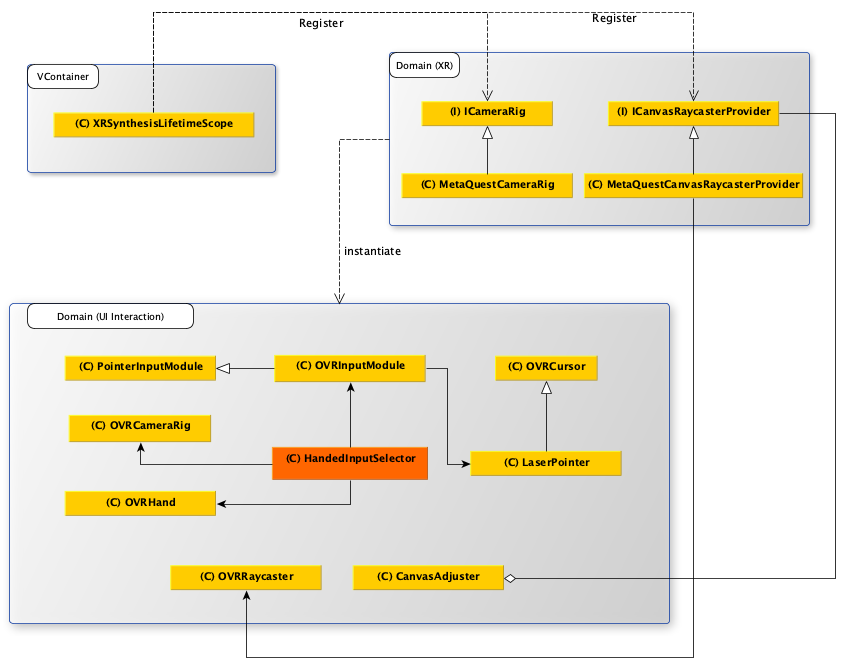 Register
Register
VContainer
(C) XRSynthesisLifetimeScope
Domain (XR)
(I) ICameraRig
(I) ICanvasRaycasterProvider
(C) MetaQuestCameraRig
(C) MetaQuestCanvasRaycasterProvider
instantiate
Domain (UI Interaction)
(C) PointerInputModule
(C) OVRInputModule
(C) OVRCursor
(C) OVRCameraRig
(C) HandedInputSelector
(C) LaserPointer
(C) OVRHand
(C) OVRRaycaster
(C) CanvasAdjuster